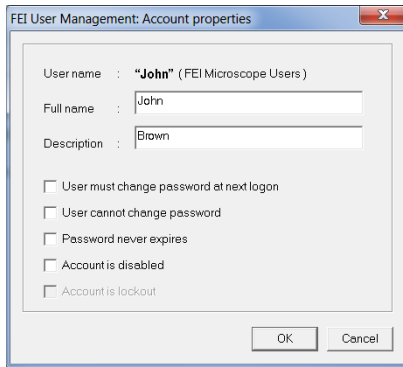 FEI User Management: Account properties
User name : "John" ( FEI Microscope Users )
Full name : John
Description : Brown
User must change password at next logon
User cannot change password
Password never expires
Account is disabled
Account is lockout
OK Cancel